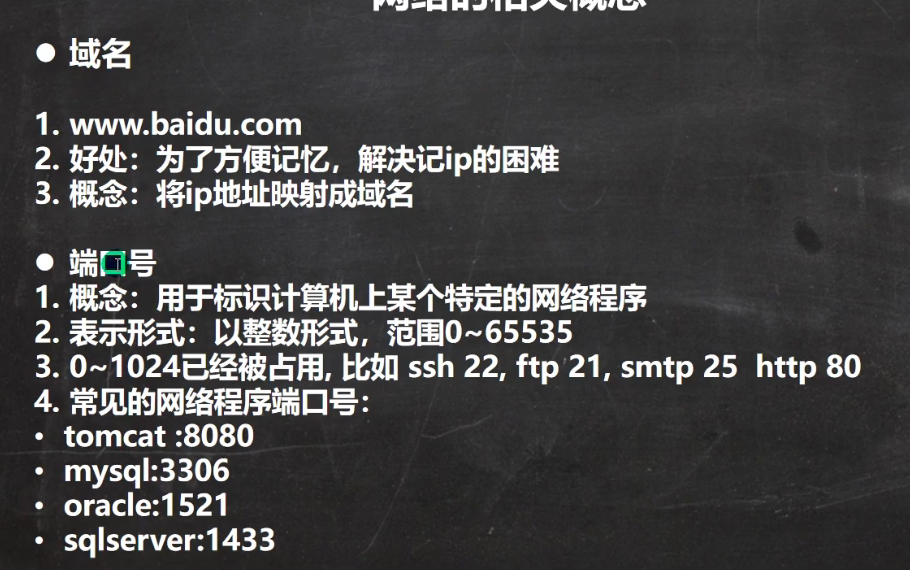 网络的相关概念
● 域名
1. www.baidu.com
2. 好处：为了方便记忆，解决记ip的困难
3. 概念：将ip地址映射成域名
● 端口号
1. 概念：用于标识计算机上某个特定的网络程序
2. 表示形式：以整数形式，范围0~65535
3. 0~1024已经被占用, 比如 ssh 22, ftp 21, smtp 25  http 80
4. 常见的网络程序端口号：
• tomcat :8080
• mysql:3306
• oracle:1521
• sqlserver:1433